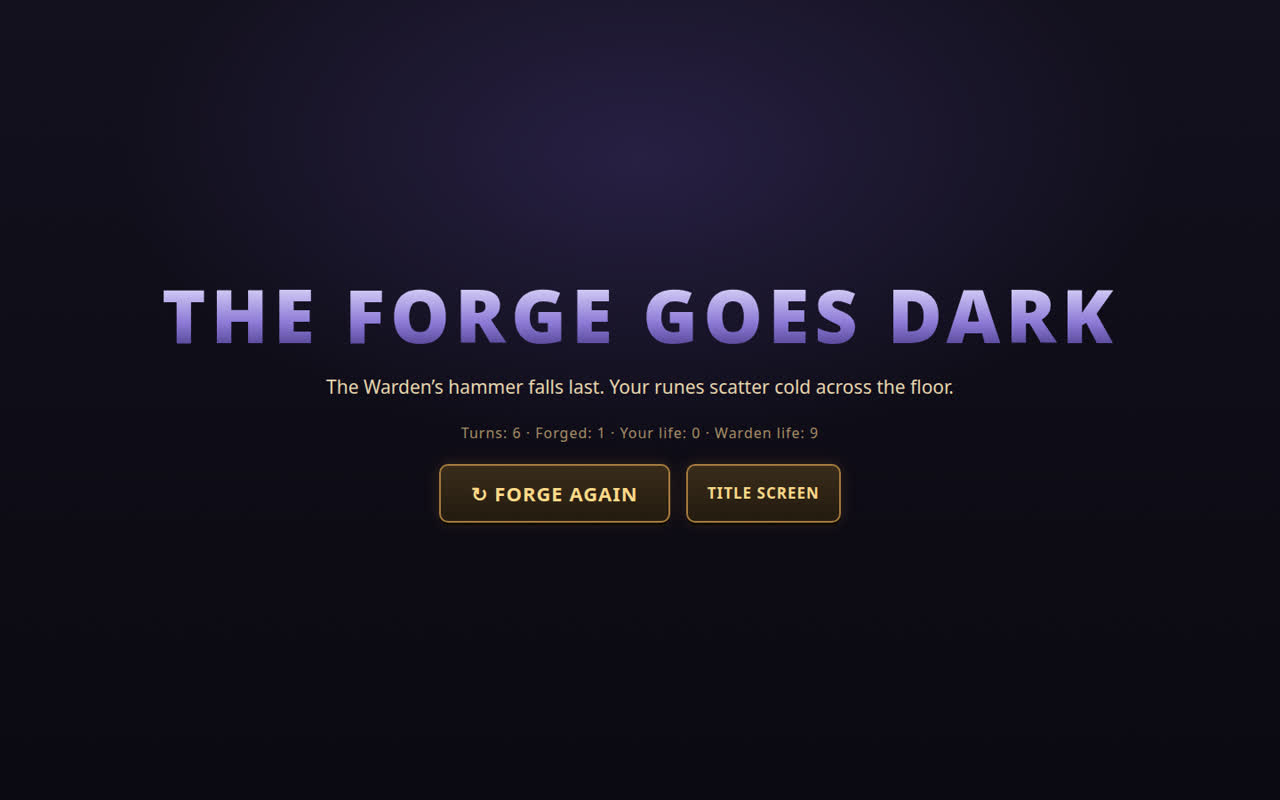 THE FORGE GOES DARK
The Warden’s hammer falls last. Your runes scatter cold across the floor.
Turns: 6 · Forged: 1 · Your life: 0 · Warden life: 9
↻ FORGE AGAIN
TITLE SCREEN